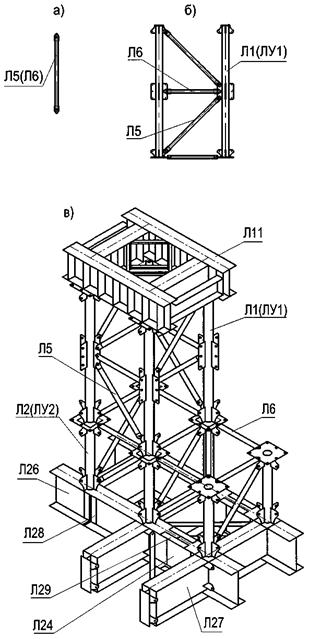 а)
б)
Л5(Л6)
Л6
Л1(ЛУ1)
Л5
в)
Л11
Л1(ЛУ1)
Л5
Л2(ЛУ2)
Л6
Л26
Л28
Л29
Л24
Л27